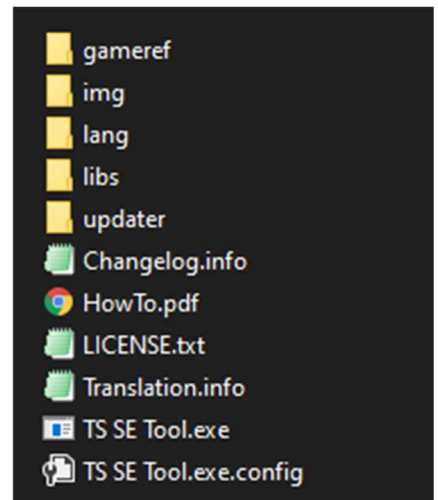 gameref
img
lang
libs
updater
Changelog.info
HowTo.pdf
LICENSE.txt
Translation.info
TS SE Tool.exe
TS SE Tool.exe.config